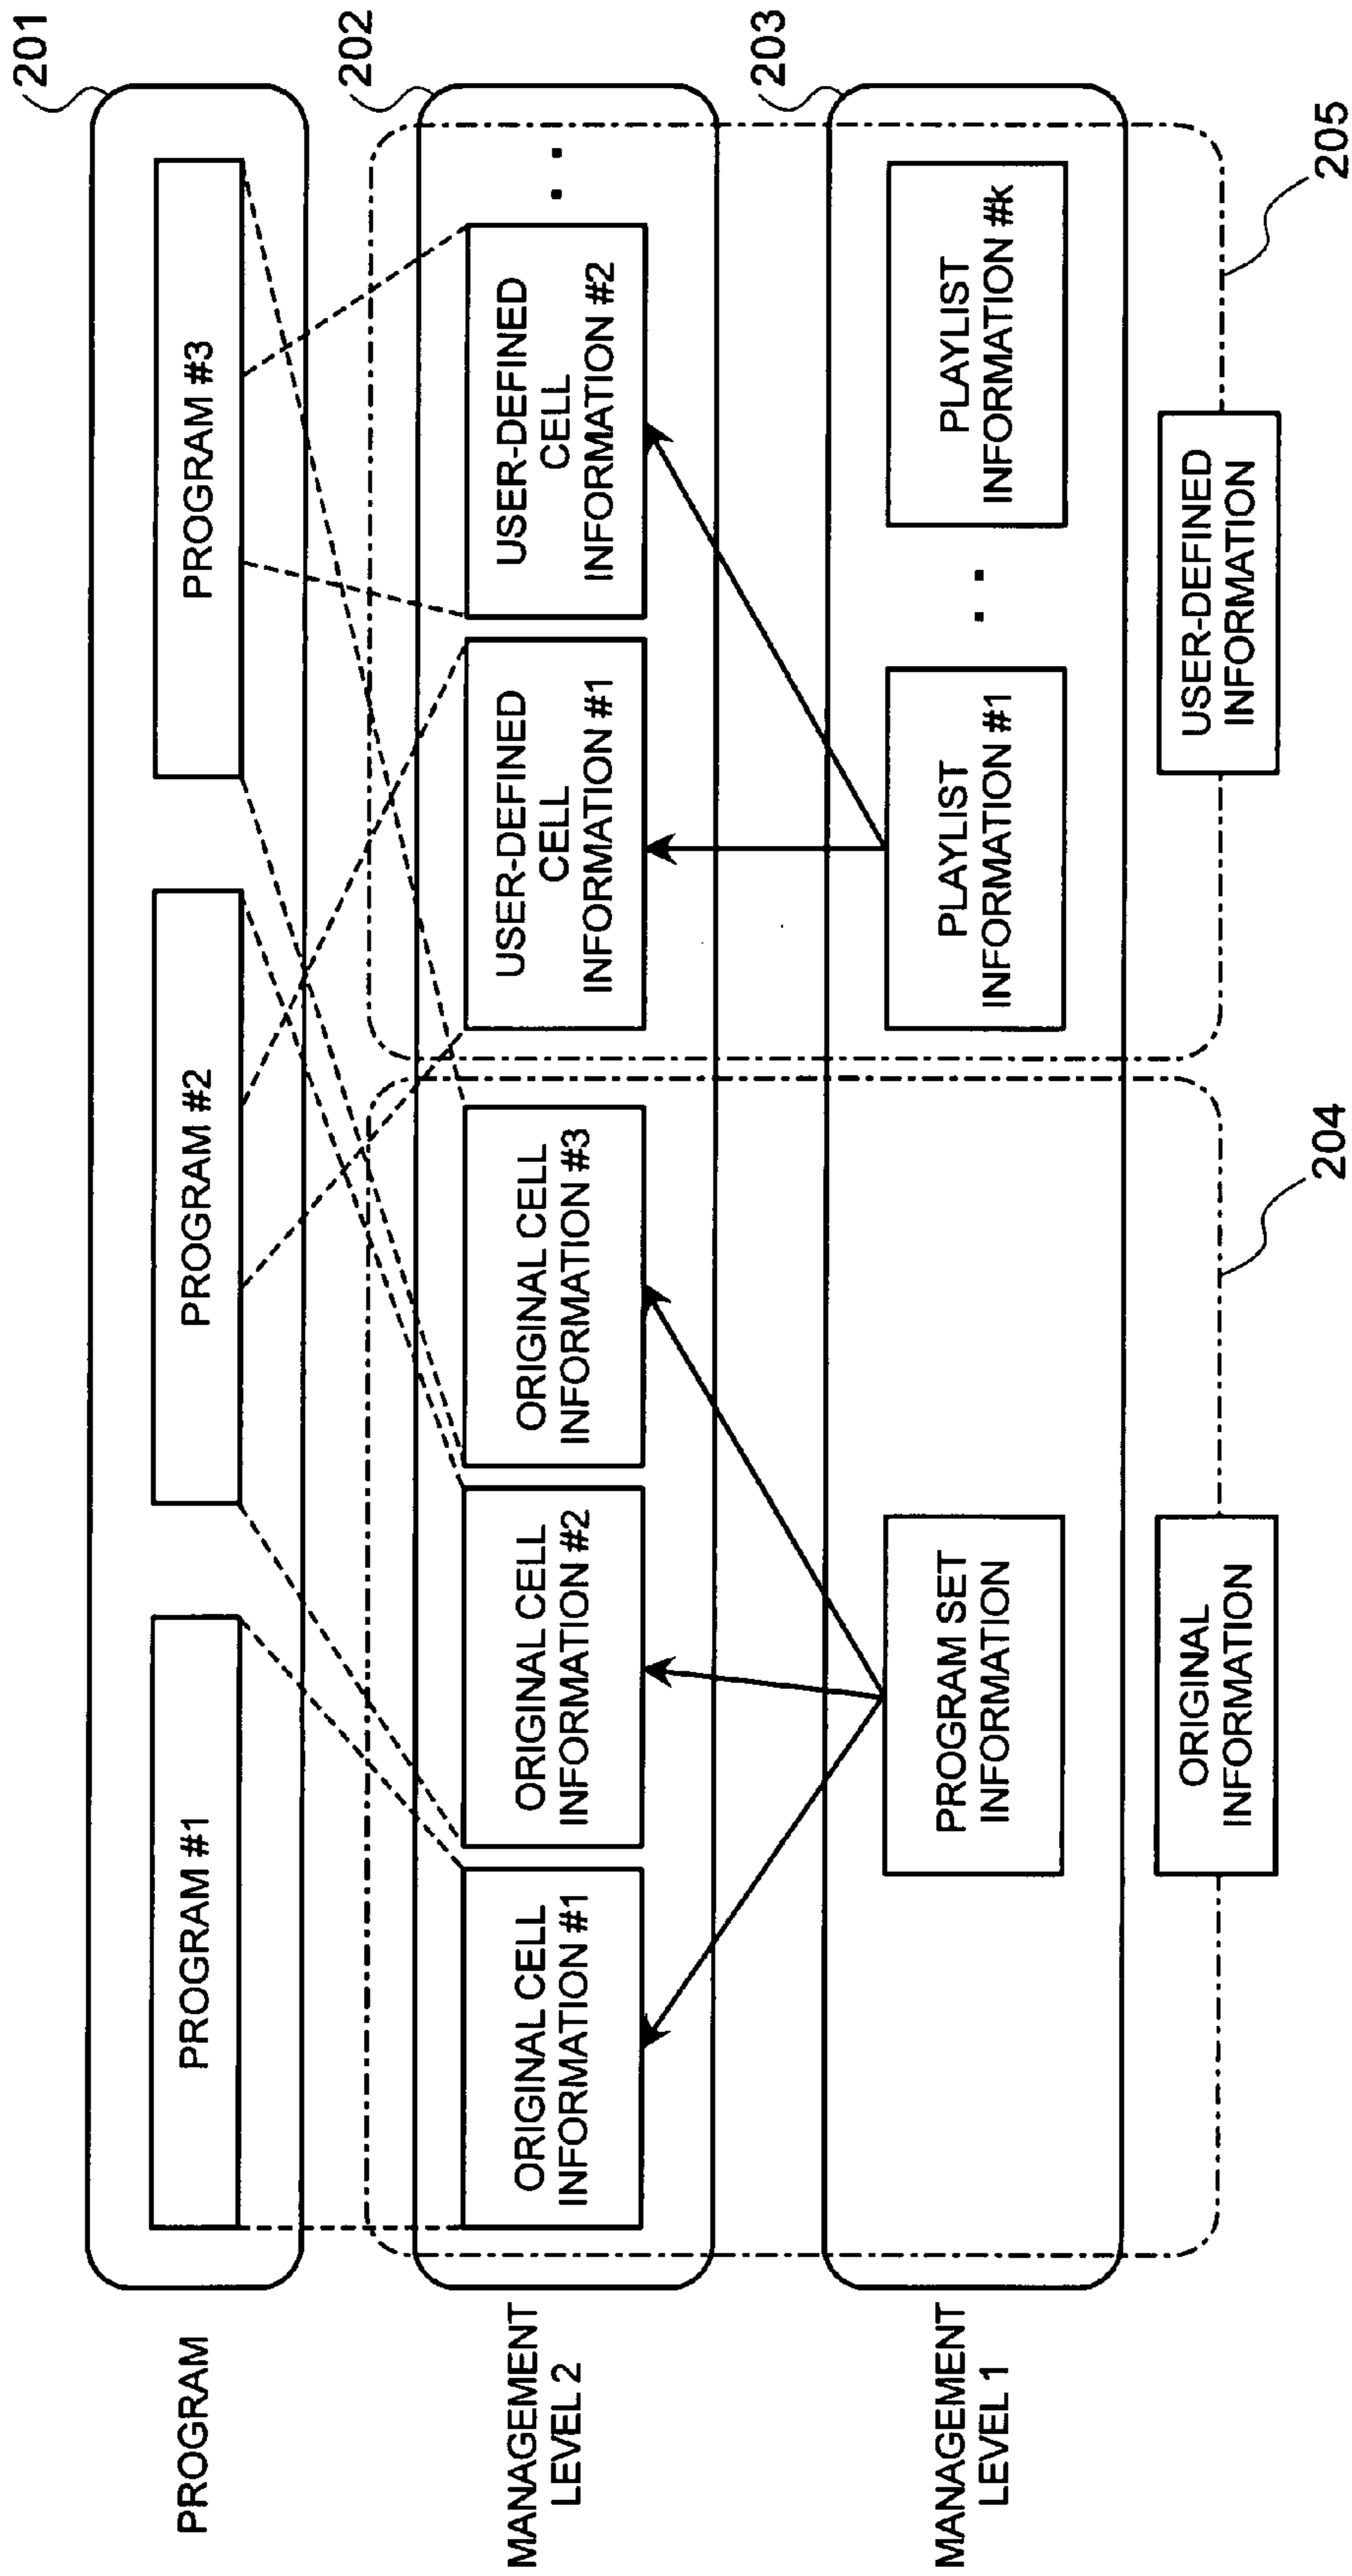 201
PROGRAM
PROGRAM #1
PROGRAM #2
PROGRAM #3
202
MANAGEMENT
LEVEL 2
ORIGINAL CELL
INFORMATION #1
ORIGINAL CELL
INFORMATION #2
ORIGINAL CELL
INFORMATION #3
USER-DEFINED
CELL
INFORMATION #1
USER-DEFINED
CELL
INFORMATION #2
203
MANAGEMENT
LEVEL 1
PROGRAM SET
INFORMATION
PLAYLIST
INFORMATION #1
PLAYLIST
INFORMATION #k
ORIGINAL
INFORMATION
204
USER-DEFINED
INFORMATION
205